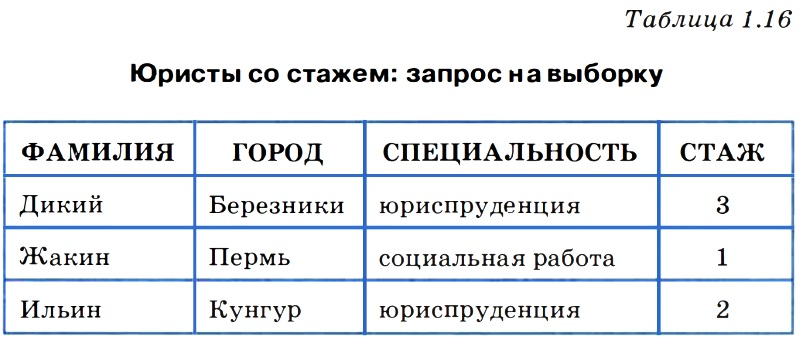 Таблица 1.16
Юристы со стажем: запрос на выборку
ФАМИЛИЯ ГОРОД СПЕЦИАЛЬНОСТЬ СТАЖ
Дикий Березники юриспруденция 3
Жакин Пермь социальная работа 1
Ильин Кунгур юриспруденция 2